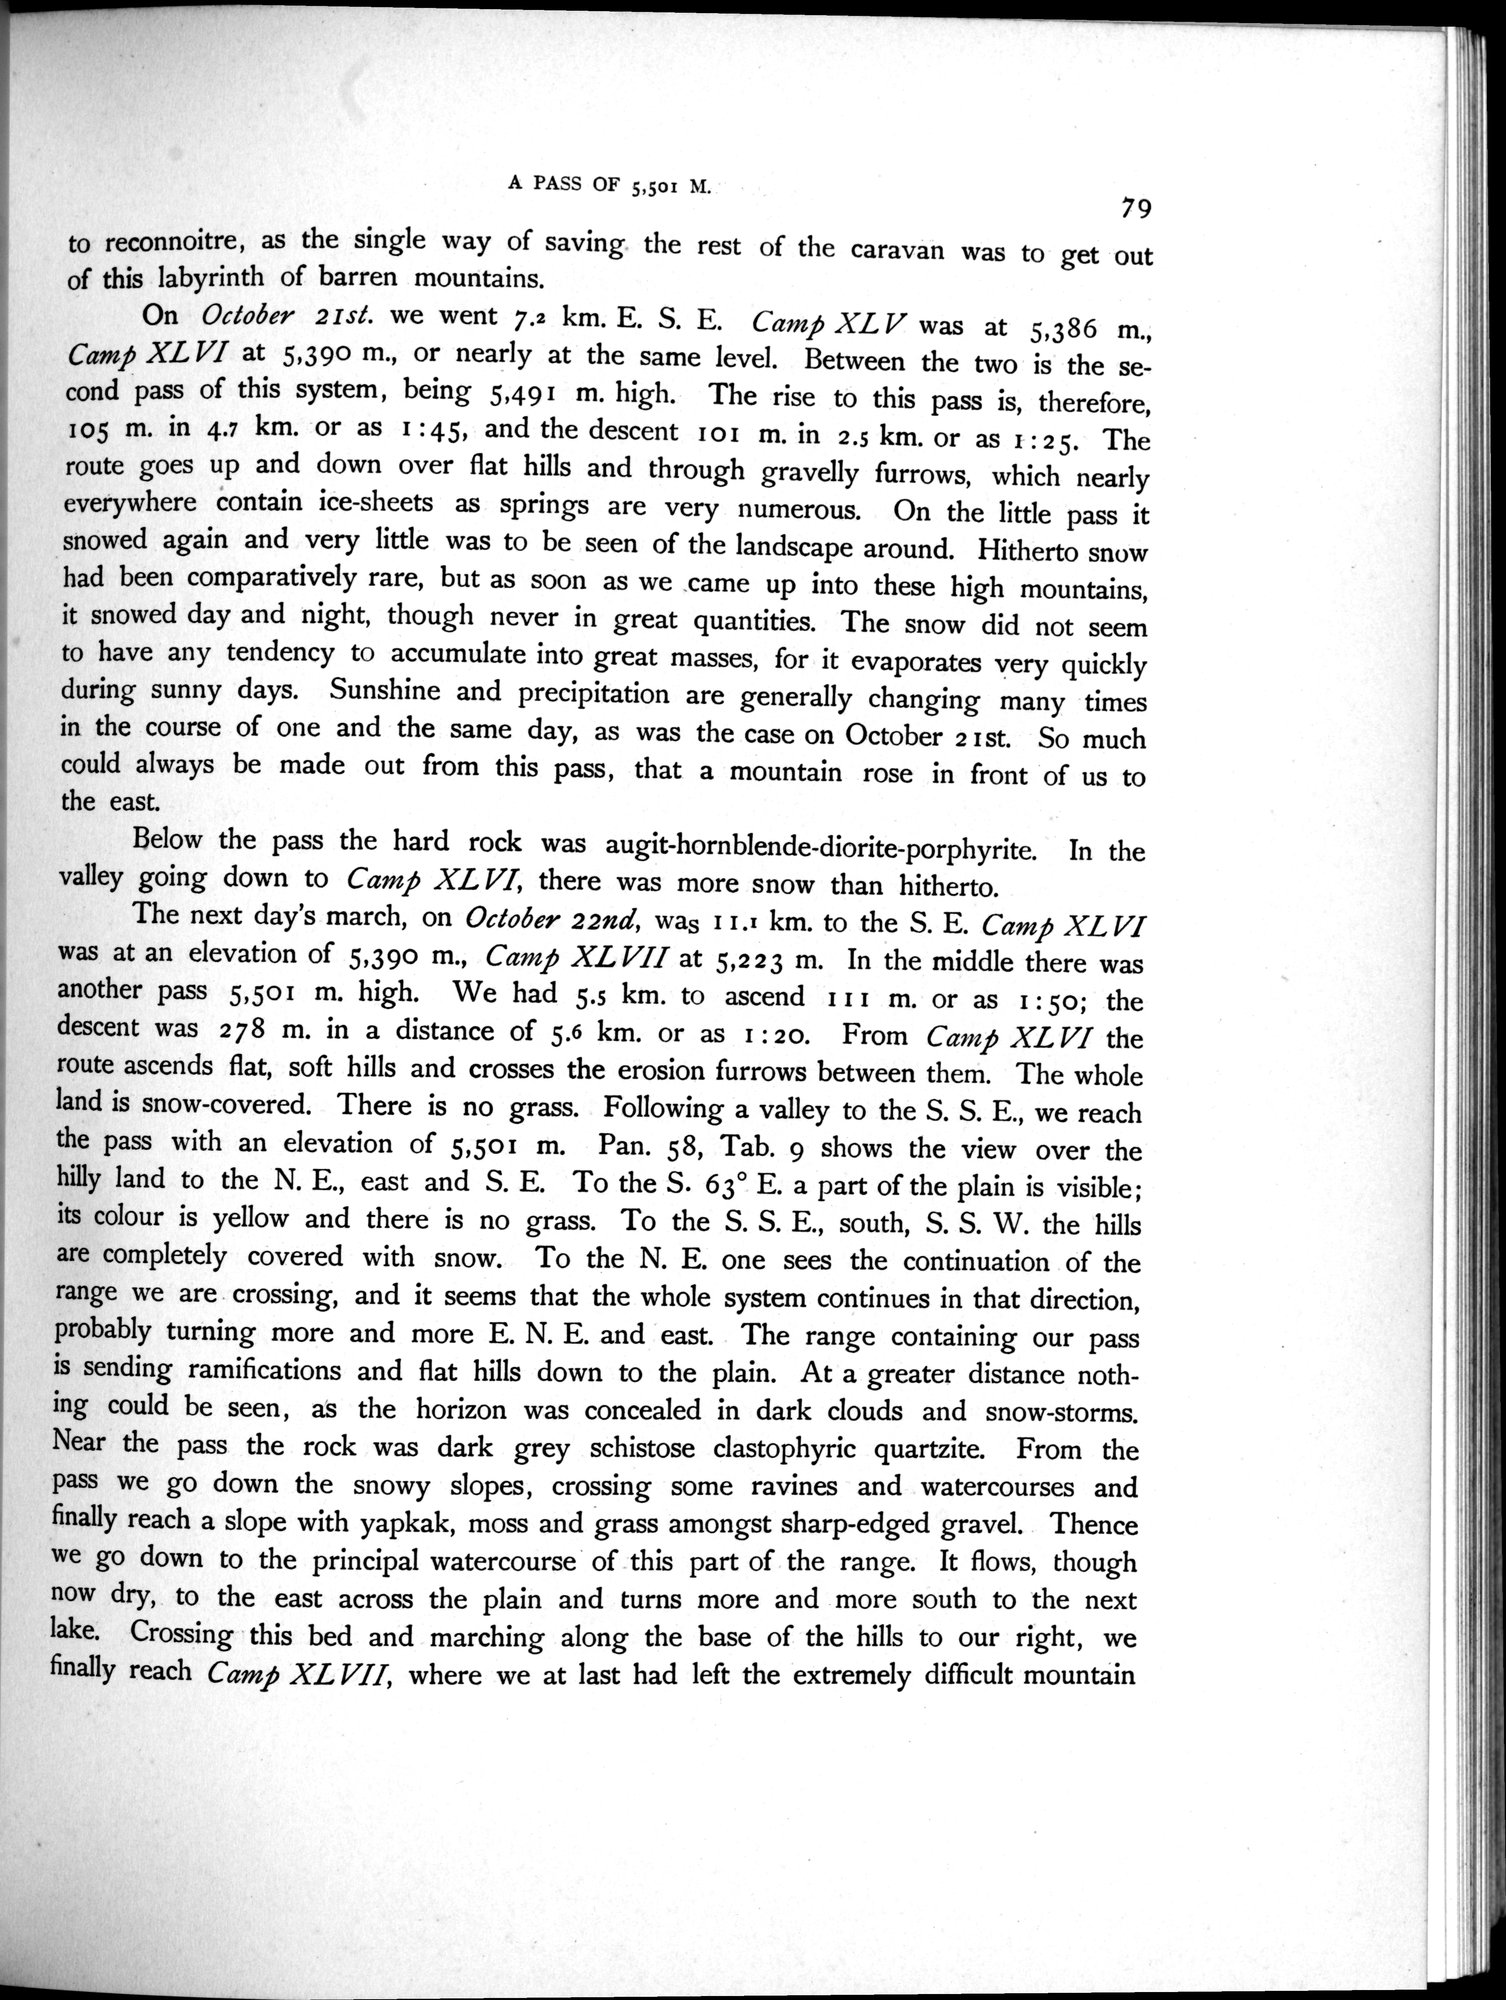 A PASS OF 5,501 M.
79
to reconnoitre, as the single way of saving the rest of the caravan was to get out
of this labyrinth of barren mountains.
On October 21st. we went 7.2 km. E. S. E. Camp XLV was at 5,386 m.,
Camp XLVI at 5,390 m., or nearly at the same level. Between the two is the se-
cond pass of this system, being 5,491 m. high. The rise to this pass is, therefore,
105 m. in 4.7 km. or as 1:45, and the descent 101 m. in 2.5 km. or as 1:25. The
route goes up and down over flat hills and through gravelly furrows, which nearly
everywhere contain ice-sheets as springs are very numerous. On the little pass it
snowed again and very little was to be seen of the landscape around. Hitherto snow
had been comparatively rare, but as soon as we came up into these high mountains,
it snowed day and night, though never in great quantities. The snow did not seem
to have any tendency to accumulate into great masses, for it evaporates very quickly
during sunny days. Sunshine and precipitation are generally changing many times
in the course of one and the same day, as was the case on October 21st. So much
could always be made out from this pass, that a mountain rose in front of us to
the east.
Below the pass the hard rock was augit-hornblende-diorite-porphyrite. In the
valley going down to Camp XLVI, there was more snow than hitherto.
The next day's march, on October 22nd, was 11.1 km. to the S. E. Camp XLVI
was at an elevation of 5,390 m., Camp XLVII at 5,223 m. In the middle there was
another pass 5,501 m. high. We had 5.5 km. to ascend 111 m. or as 1:50; the
descent was 278 m. in a distance of 5.6 km. or as 1:20. From Camp XLVI the
route ascends flat, soft hills and crosses the erosion furrows between them. The whole
land is snow-covered. There is no grass. Following a valley to the S. S. E., we reach
the pass with an elevation of 5,501 m. Pan. 58, Tab. 9 shows the view over the
hilly land to the N. E., east and S. E. To the S. 63° E. a part of the plain is visible;
its colour is yellow and there is no grass. To the S. S. E., south, S. S. W. the hills
are completely covered with snow. To the N. E. one sees the continuation of the
range we are crossing, and it seems that the whole system continues in that direction,
probably turning more and more E. N. E. and east. The range containing our pass
is sending ramifications and flat hills down to the plain. At a greater distance noth-
ing could be seen, as the horizon was concealed in dark clouds and snow-storms.
Near the pass the rock was dark grey schistose clastophyric quartzite. From the
pass we go down the snowy slopes, crossing some ravines and watercourses and
finally reach a slope with yapkak, moss and grass amongst sharp-edged gravel. Thence
we go down to the principal watercourse of this part of the range. It flows, though
now dry, to the east across the plain and turns more and more south to the next
lake. Crossing this bed and marching along the base of the hills to our right, we
finally reach Camp XLVII, where we at last had left the extremely difficult mountain